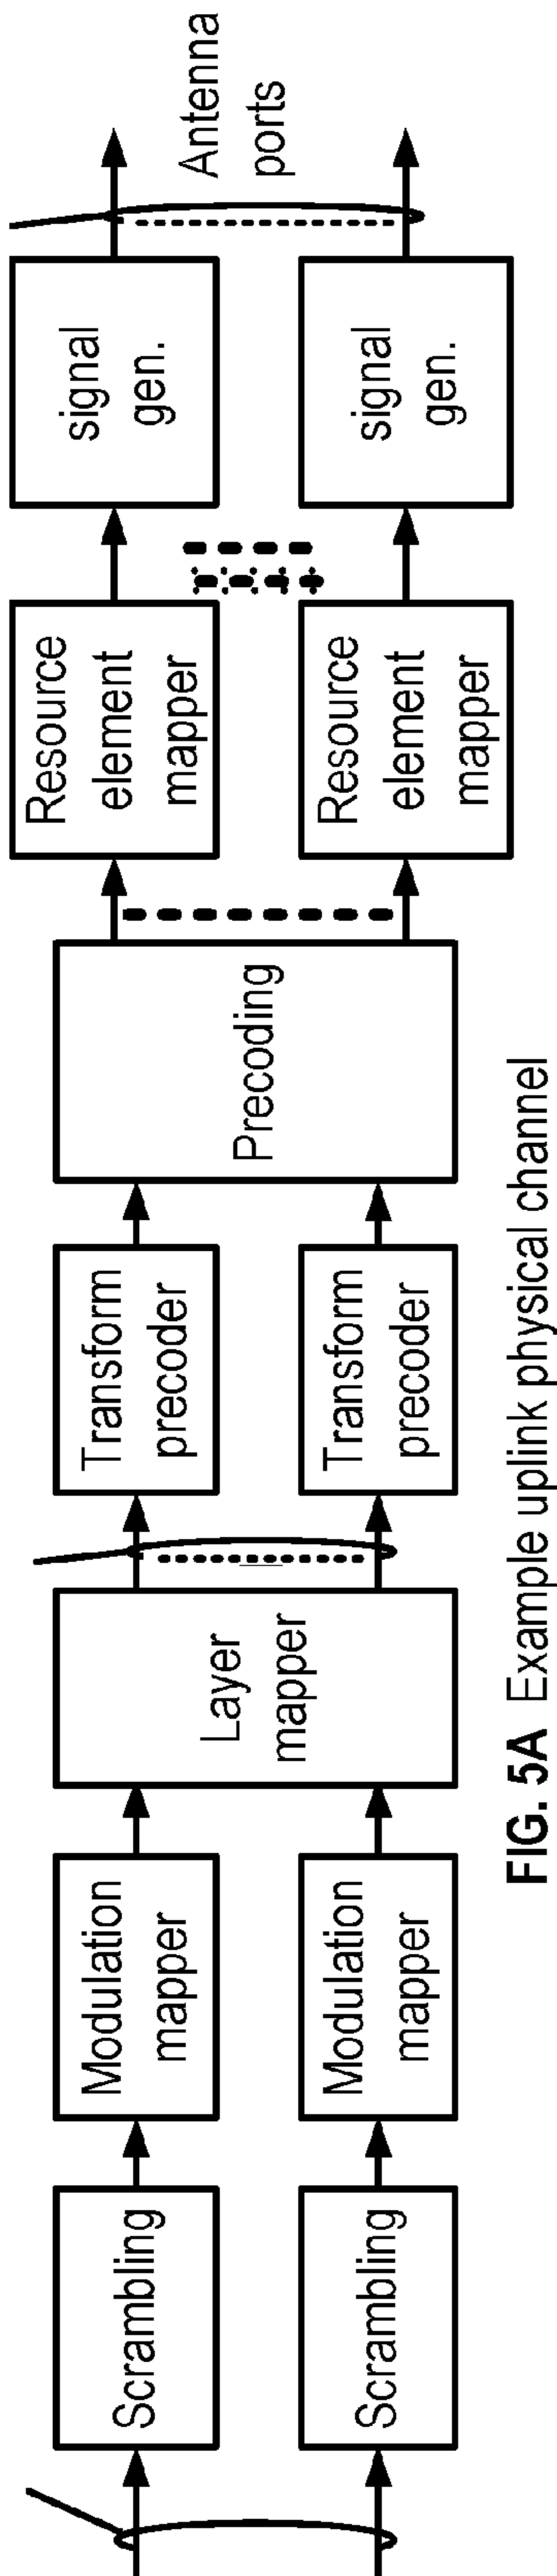 Scrambling
Modulation
mapper
Layer
mapper
Transform
precoder
Precoding
Resource
element
mapper
signal
gen.
Antenna
ports
Scrambling
Modulation
mapper
Transform
precoder
Resource
element
mapper
signal
gen.
FIG. 5A Example uplink physical channel